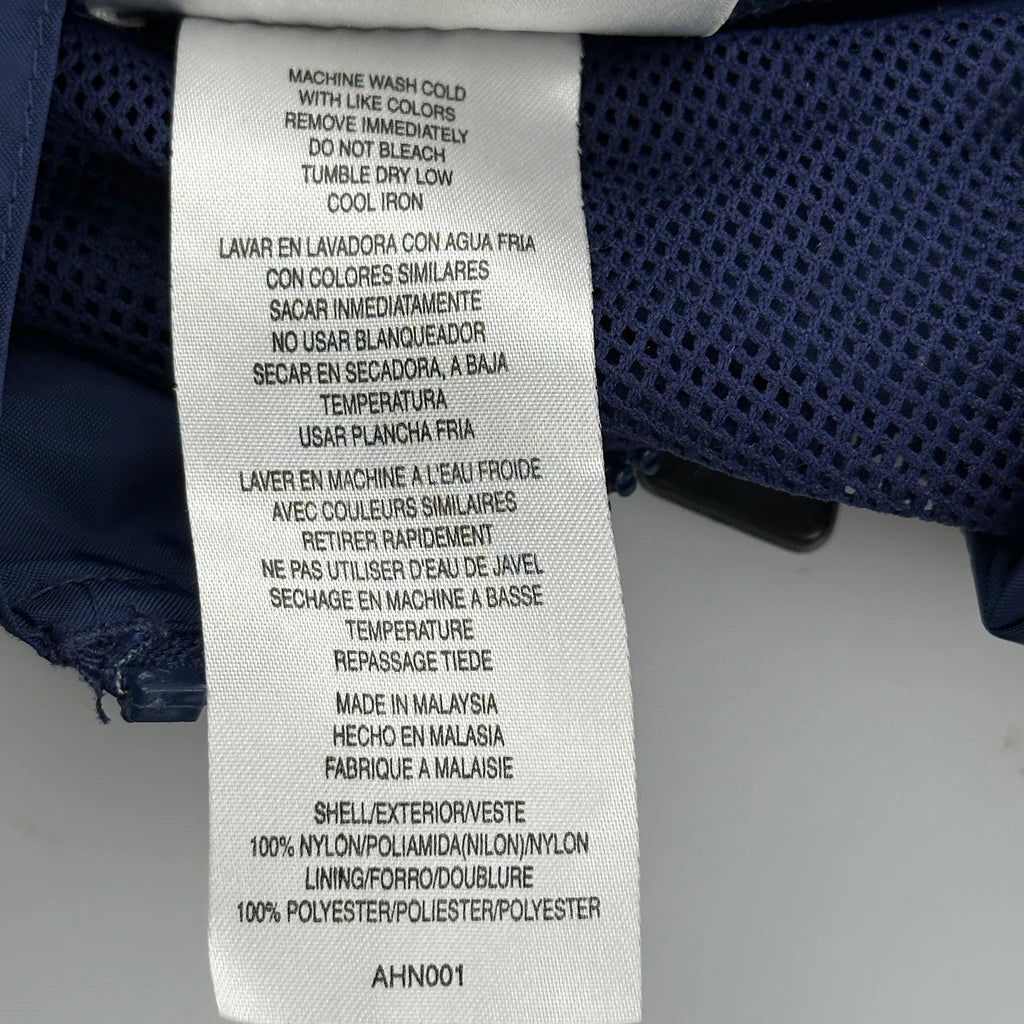 MACHINE WASH COLD
WITH LIKE COLORS
REMOVE IMMEDIATELY
DO NOT BLEACH
TUMBLE DRY LOW
COOL IRON
LAVAR EN LAVADORA CON AGUA FRIA
CON COLORES SIMILARES
SACAR INMEDIATAMENTE
NO USAR BLANQUEADOR
SECAR EN SECADORA, A BAJA
TEMPERATURA
USAR PLANCHA FRIA
LAVER EN MACHINE A L'EAU FROIDE
AVEC COULEURS SIMILAIRES
RETIRER RAPIDEMENT
NE PAS UTILISER D'EAU DE JAVEL
SECHAGE EN MACHINE A BASSE
TEMPERATURE
REPASSAGE TIEDE
MADE IN MALAYSIA
HECHO EN MALASIA
FABRIQUE A MALAISIE
SHELL/EXTERIOR/VESTE
100% NYLON/POLIAMIDA(NILON)/NYLON
LINING/FORRO/DOUBLURE
100% POLYESTER/POLIESTER/POLYESTER
AHN001